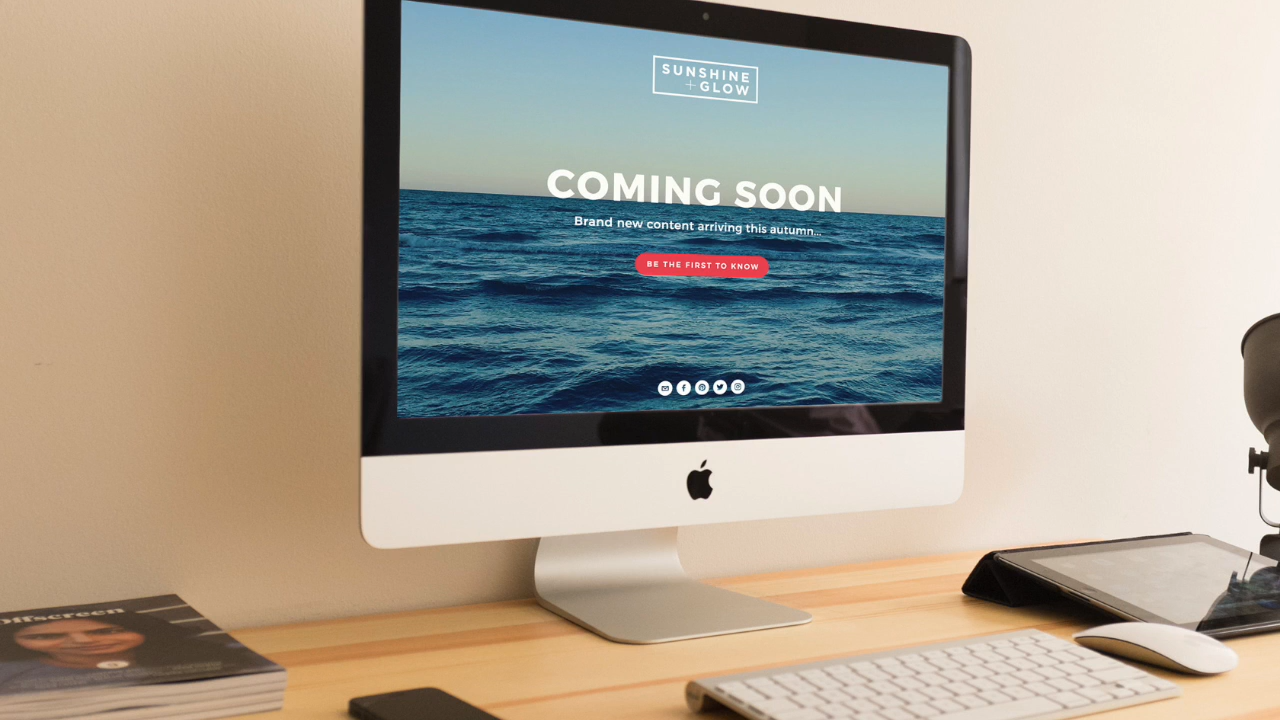 SUNSHINE
+GLOW
COMING SOON
Brand new content arriving this autumn...
BE THE FIRST TO KNOW
Offscreen